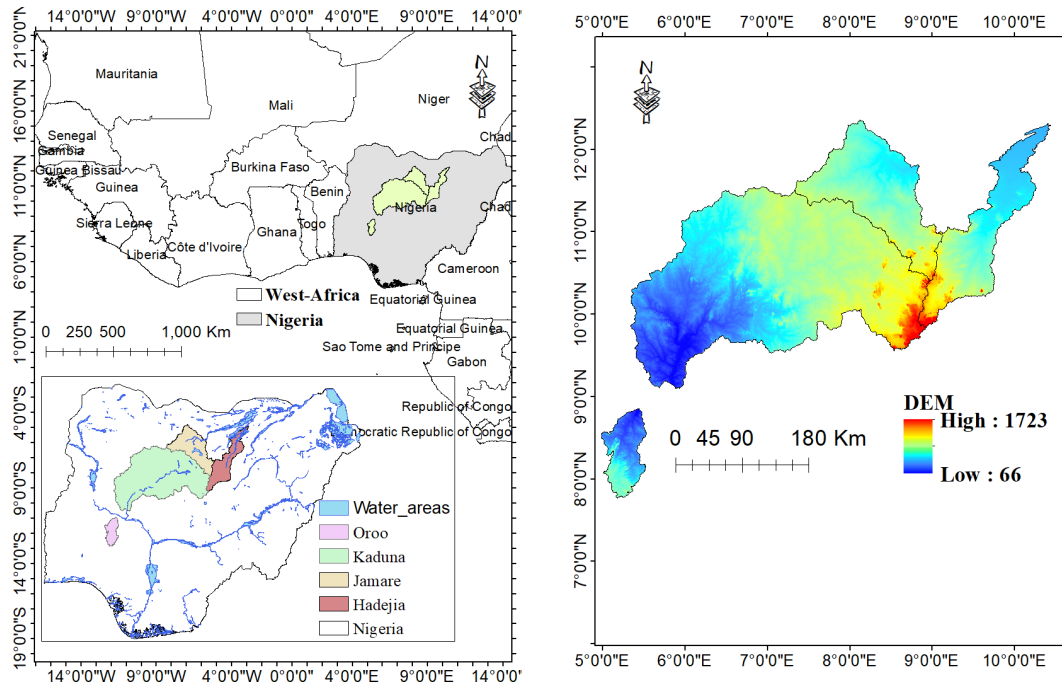 14°0'0"W 9°0'0"W 4°0'0"W 1°0'0"E 8°0'0"E 14°0'0"E
21°0'0"N
16°0'0"N
11°0'0"N
6°0'0"N
1°0'0"N
4°0'0"S
9°0'0"S
14°0'0"S
19°0'0"S
N
Mauritania
Mali
Niger
Senegal
Chad
Gambia
Guinea Bissau
Burkina Faso
Guinea
Benin
Nigeria
Chad
Sierra Leone
Togo
Ghana
Côte d'Ivoire
Liberia
Cameroon
West-Africa
Equatorial Guinea
Nigeria
0 250 500 1,000 Km
Equatorial Guinea
Sao Tome and Principe
Gabon
Republic of Congo
Democratic Republic of Congo
Water_areas
Oroo
Kaduna
Jamare
Hadejia
Nigeria
14°0'0"W 9°0'0"W 4°0'0"W 1°0'0"E 4°0'0"E 9°0'0"E 14°0'0"E
5°0'0"E 6°0'0"E 7°0'0"E 8°0'0"E 9°0'0"E 10°0'0"E
N
12°0'0"N
11°0'0"N
10°0'0"N
9°0'0"N
8°0'0"N
7°0'0"N
DEM
High : 1723
Low : 66
0 45 90 180 Km
5°0'0"E 6°0'0"E 7°0'0"E 8°0'0"E 9°0'0"E 10°0'0"E